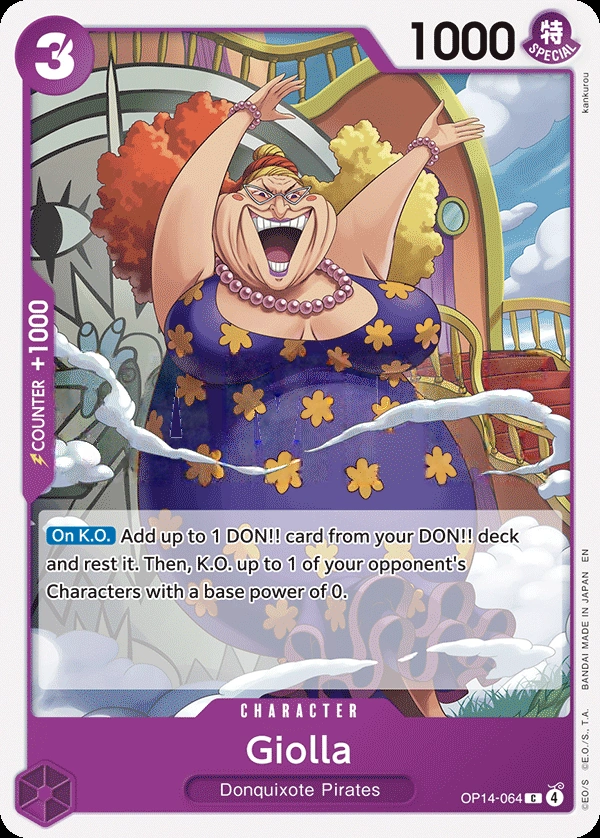 3
1000
特
SPECIAL
kankurou
COUNTER +1000
On K.O. Add up to 1 DON!! card from your DON!! deck
and rest it. Then, K.O. up to 1 of your opponent's
Characters with a base power of 0.
BANDAI MADE IN JAPAN EN
©E.O./S., T.A.
©EO/S
CHARACTER
Giolla
Donquixote Pirates
OP14-064 C 4